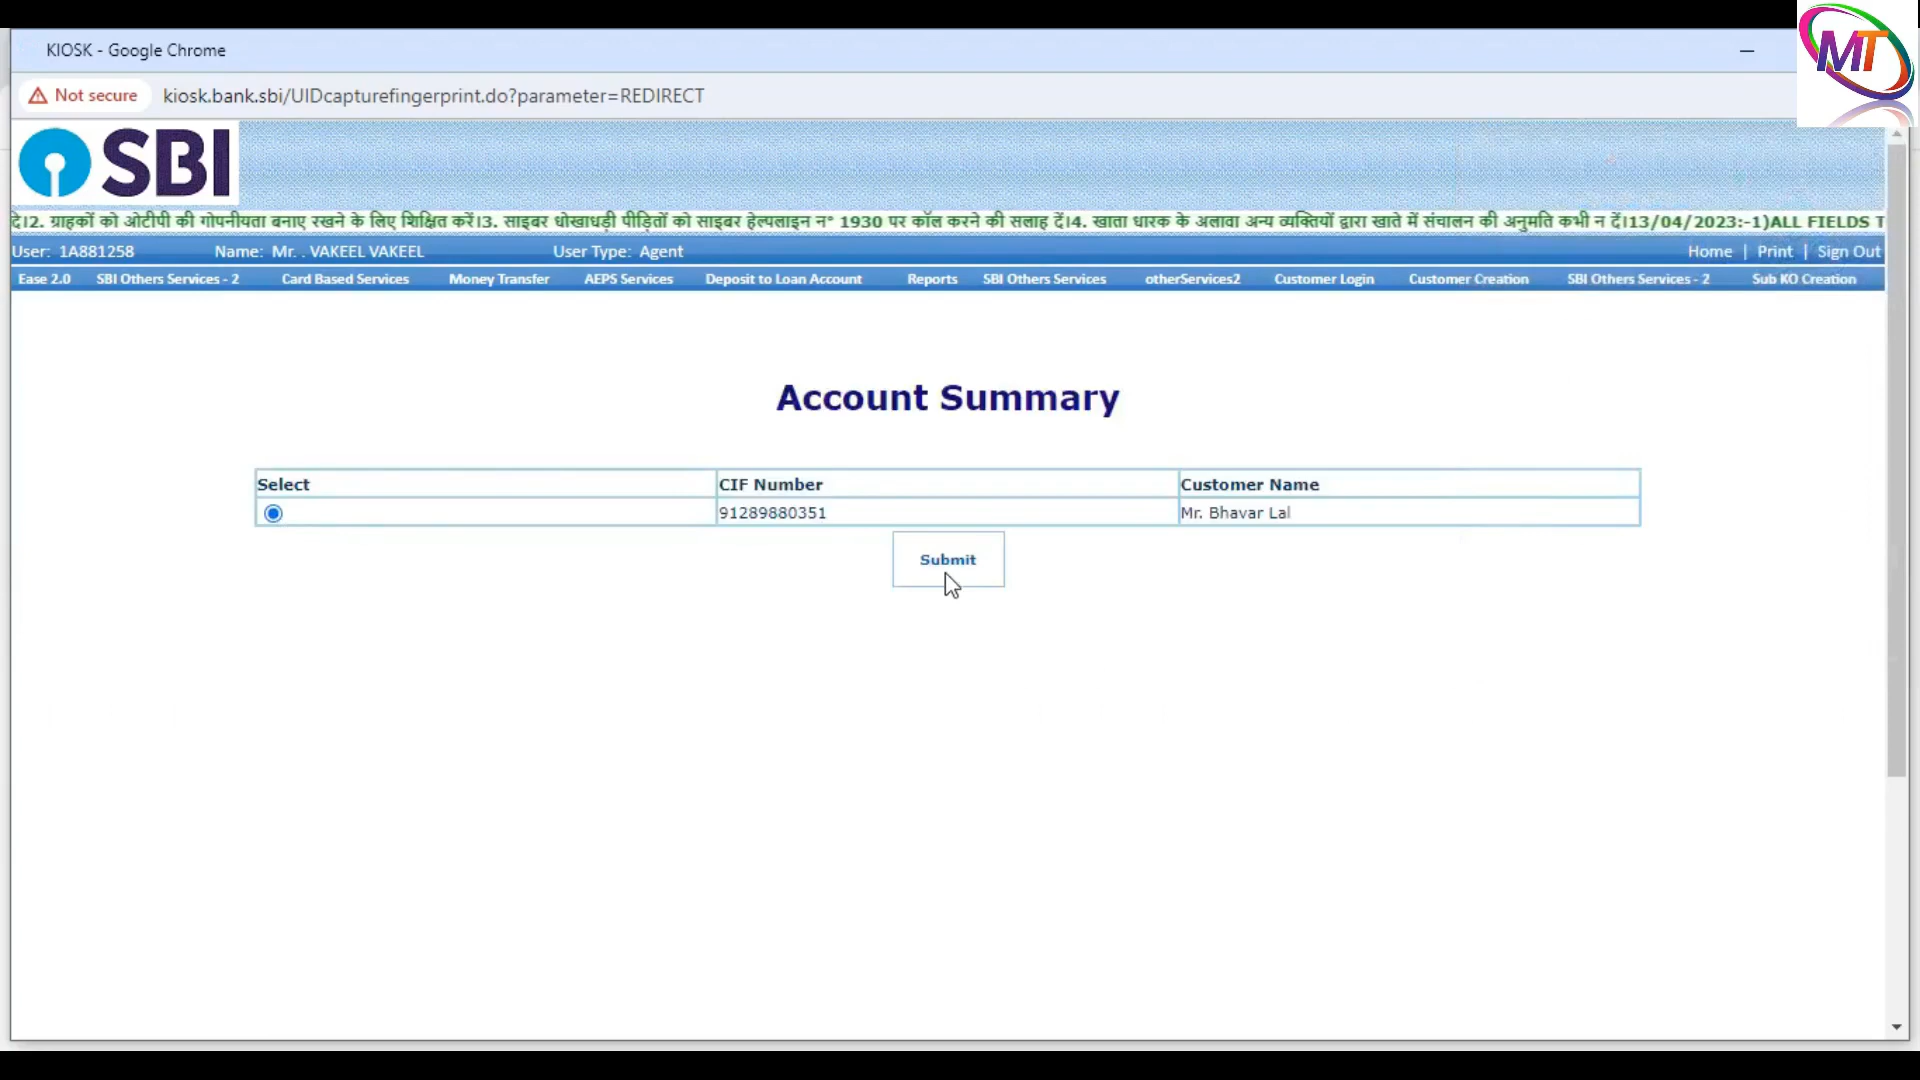 KIOSK - Google Chrome
MT
Not secure kiosk.bank.sbi/UIDcapturefingerprint.do?parameter=REDIRECT
SBI
दे।2. ग्राहकों को ओटीपी की गोपनीयता बनाए रखने के लिए शिक्षित करें।3. साइबर धोखाधड़ी पीड़ितों को साइबर हेल्पलाइन न° 1930 पर कॉल करने की सलाह दें।4. खाता धारक के अलावा अन्य व्यक्तियों द्वारा खाते में संचालन की अनुमति कभी न दें।13/04/2023:-1)ALL FIELDS T
User: 1A881258 Name: Mr. . VAKEEL VAKEEL User Type: Agent Home | Print | Sign Out
Ease 2.0 SBI Others Services - 2 Card Based Services Money Transfer AEPS Services Deposit to Loan Account Reports SBI Others Services otherServices2 Customer Login Customer Creation SBI Others Services - 2 Sub KO Creation
Account Summary
Select CIF Number Customer Name
91289880351 Mr. Bhavar Lal
Submit